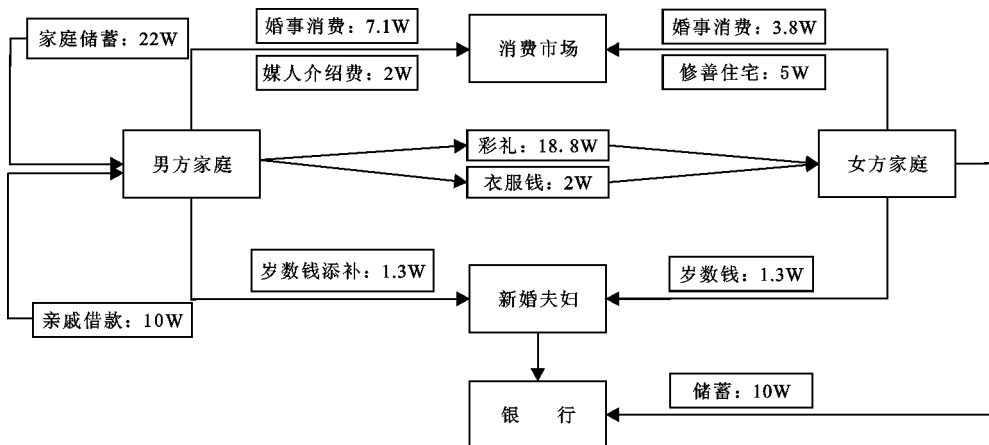 家庭储蓄：22W
婚事消费：7.1W
媒人介绍费：2W
消费市场
婚事消费：3.8W
修善住宅：5W
男方家庭
彩礼：18.8W
衣服钱：2W
女方家庭
岁数钱添补：1.3W
岁数钱：1.3W
新婚夫妇
亲戚借款：10W
储蓄：10W
银 行